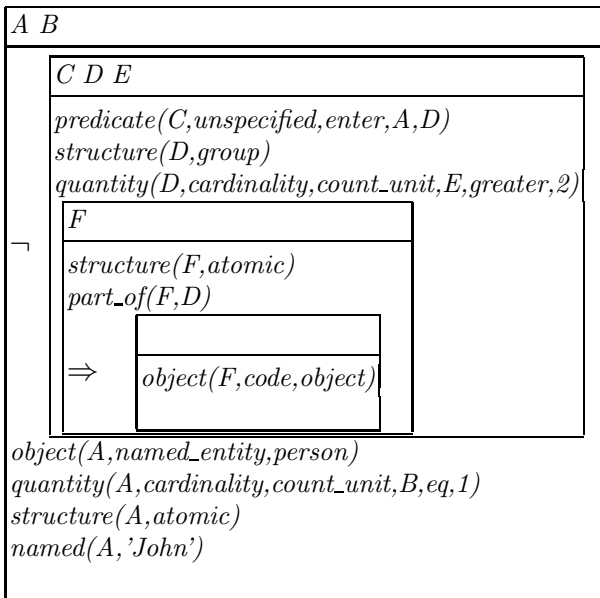 A B
C D E
predicate(C,unspecified,enter,A,D)
structure(D,group)
quantity(D,cardinality,count_unit,E,greater,2)
F
structure(F,atomic)
part_of(F,D)
¬
⇒ object(F,code,object)
object(A,named_entity,person)
quantity(A,cardinality,count_unit,B,eq,1)
structure(A,atomic)
named(A,'John')